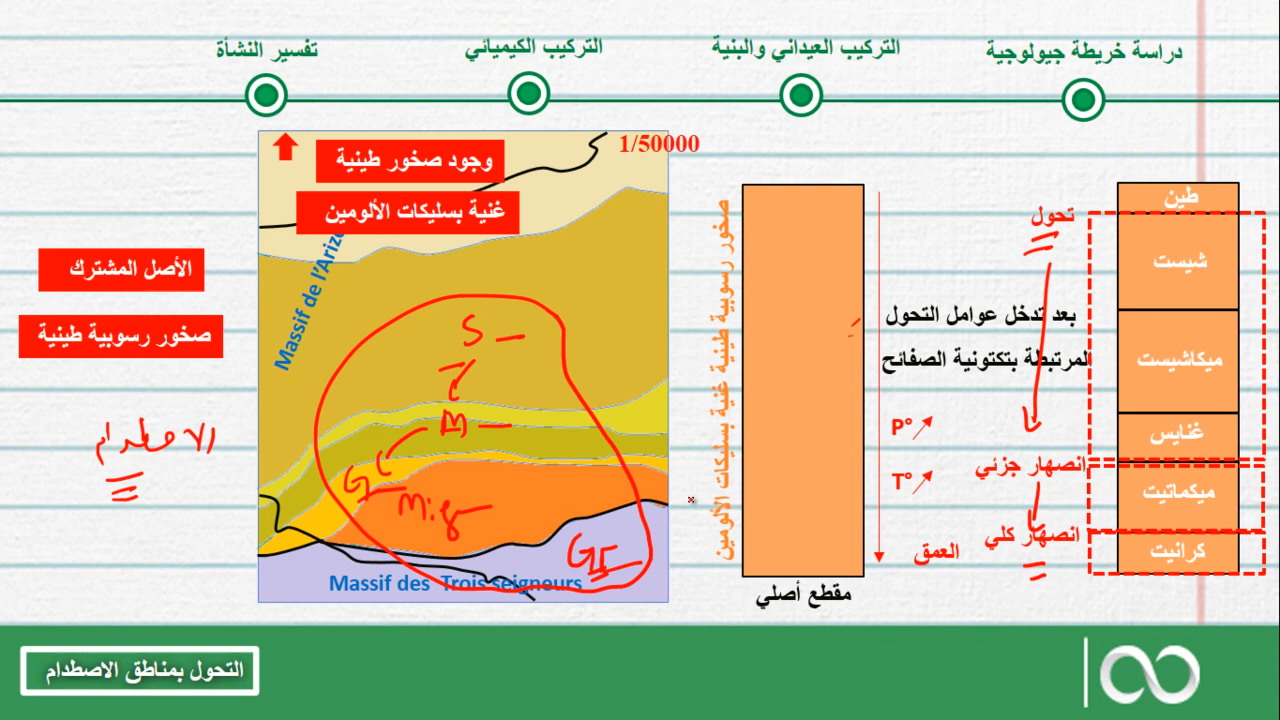 دراسة خريطة جيولوجية
التركيب العيداني والبنية
التركيب الكيميائي
تفسير النشأة
طين
شيست
ميكاشيست
غنايس
ميكماتيت
كرانيت
تحول
انصهار جزئي
انصهار كلي
بعد تدخل عوامل التحول
المرتبطة بتكتونية الصفائح
P°
T°
العمق
صخور رسوبية طينية غنية بسليكات الألومين
مقطع أصلي
1/50000
وجود صخور طينية
غنية بسليكات الألومين
Massif de l'Arize
S
M
G
Mig
Gr
Massif des Trois seigneurs
الأصل المشترك
صخور رسوبية طينية
الاصطدام
التحول بمناطق الاصطدام